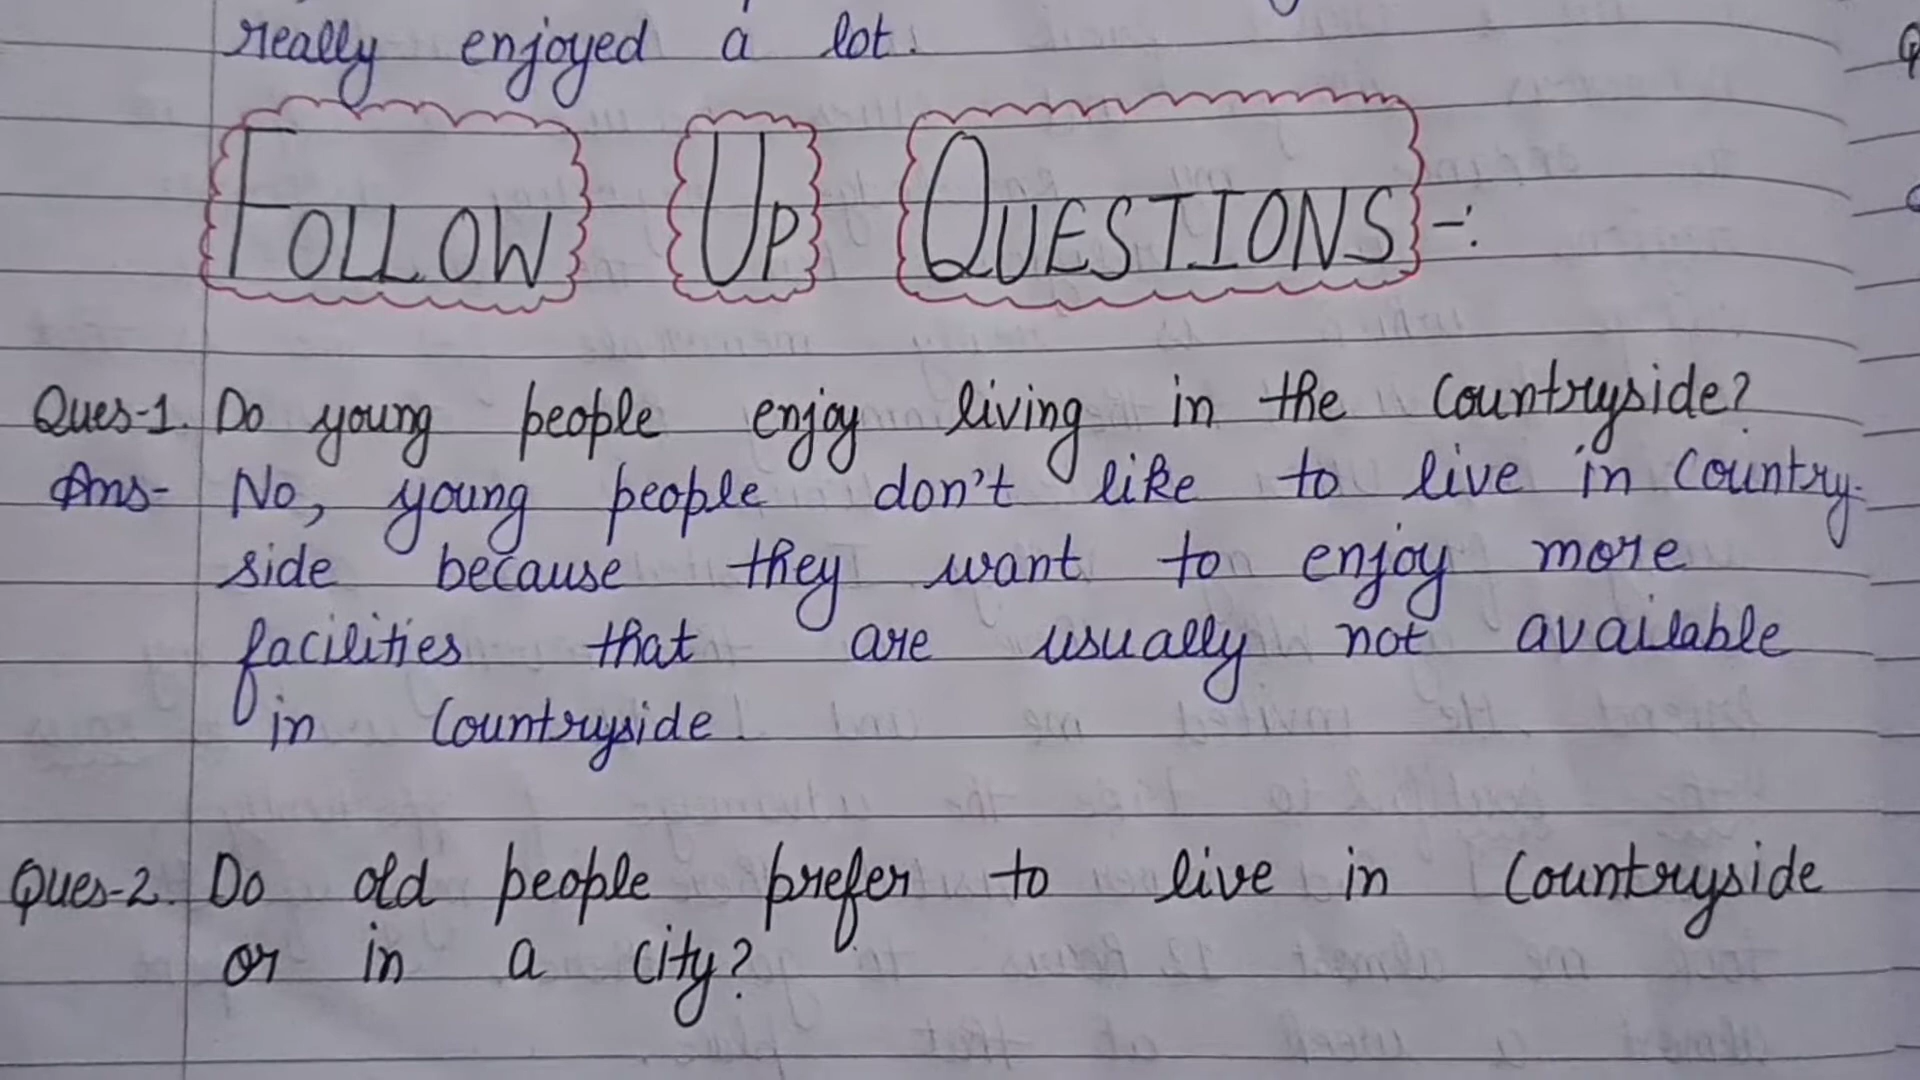 really enjoyed a lot.
FOLLOW UP QUESTIONS -:
Ques-1. Do young people enjoy living in the countryside?
Ans- No, young people don't like to live in country-
side because they want to enjoy more
facilities that are usually not available
in countryside.
Ques-2. Do old people prefer to live in countryside
or in a city?